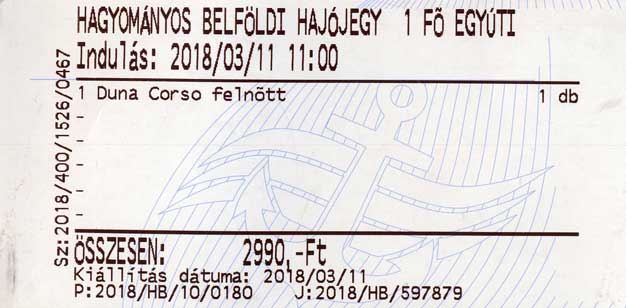 HAGYOMÁNYOS BELFÖLDI HAJÓJEGY 1 FŐ EGYÚTI
Indulás: 2018/03/11 11:00
1 Duna Corso felnőtt 1 db
-
-
-
-
-
ÖSSZESEN: 2990,-Ft
Kiállítás dátuma: 2018/03/11
P:2018/HB/10/0180 J:2018/HB/597879
Sz:2018/400/1526/0467